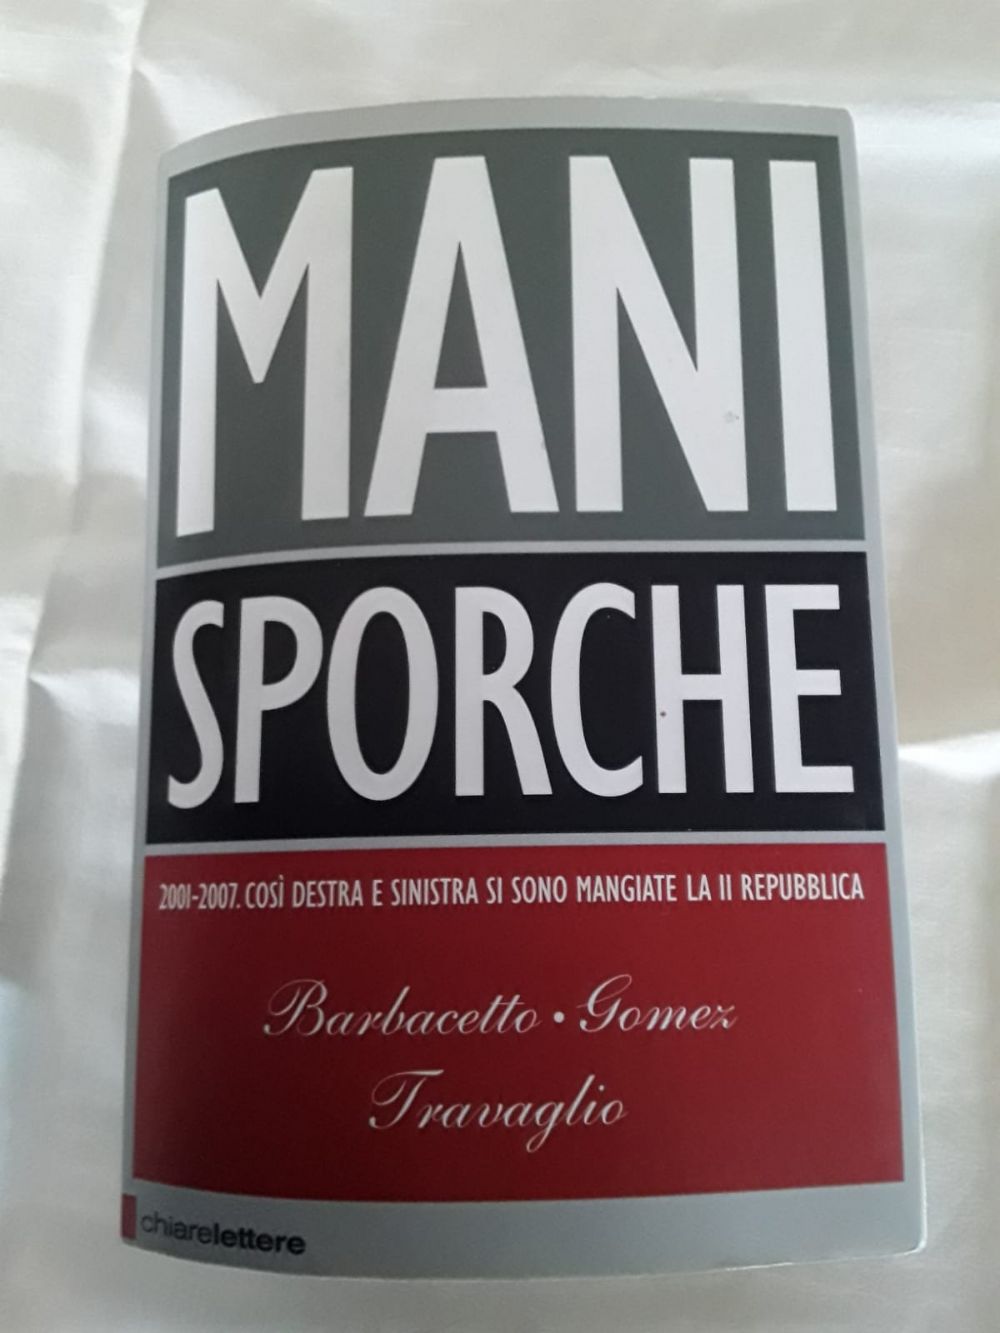 MANI
SPORCHE
2001-2007. COSÌ DESTRA E SINISTRA SI SONO MANGIATE LA II REPUBBLICA
Barbacetto • Gomez
Travaglio
chiarelettere